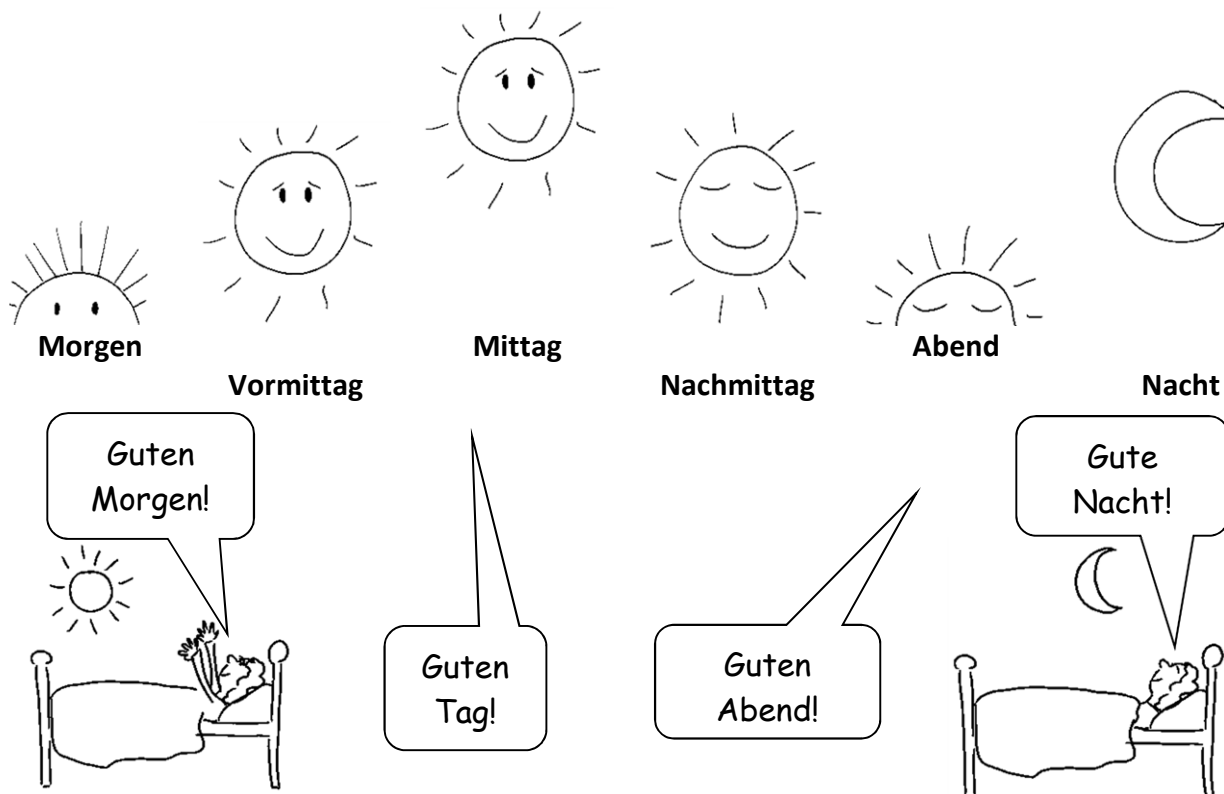 Morgen
Mittag
Abend
Vormittag
Nachmittag
Nacht
Guten
Morgen!
Gute
Nacht!
Guten
Tag!
Guten
Abend!